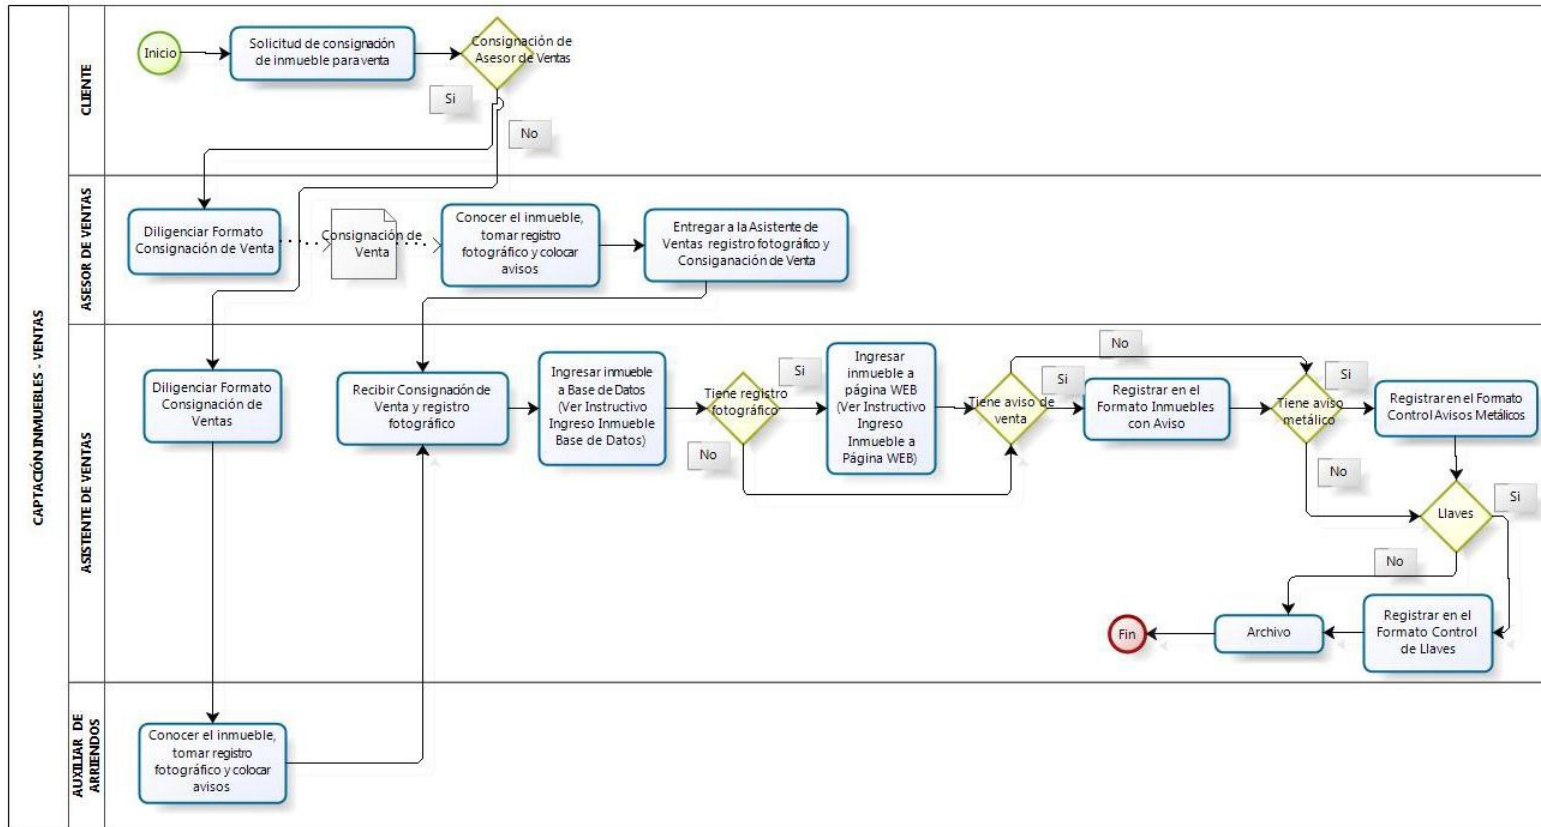 CAPTACIÓN INMUEBLES - VENTAS
CLIENTE
Inicio
Solicitud de consignación
de inmueble para venta
Consignación de
Asesor de Ventas
Si
No
ASESOR DE VENTAS
Diligenciar Formato
Consignación de Venta
Consignación de
Venta
Conocer el inmueble,
tomar registro
fotográfico y colocar
avisos
Entregar a la Asistente de
Ventas registro fotográfico y
Consiganación de Venta
ASISTENTE DE VENTAS
Diligenciar Formato
Consignación de
Ventas
Recibir Consignación de
Venta y registro
fotográfico
Ingresar inmueble
a Base de Datos
(Ver Instructivo
Ingreso Inmueble
Base de Datos)
Tiene registro
fotográfico
Si
No
Ingresar
inmueble a
página WEB
(Ver Instructivo
Ingreso
Inmueble a
Página WEB)
Tiene aviso de
venta
No
Si
Registrar en el
Formato Inmuebles
con Aviso
Tiene aviso
metálico
Si
No
Registrar en el Formato
Control Avisos Metálicos
Llaves
Si
No
Registrar en el
Formato Control
de Llaves
Archivo
Fin
AUXILIAR DE
ARRIENDOS
Conocer el inmueble,
tomar registro
fotográfico y colocar
avisos